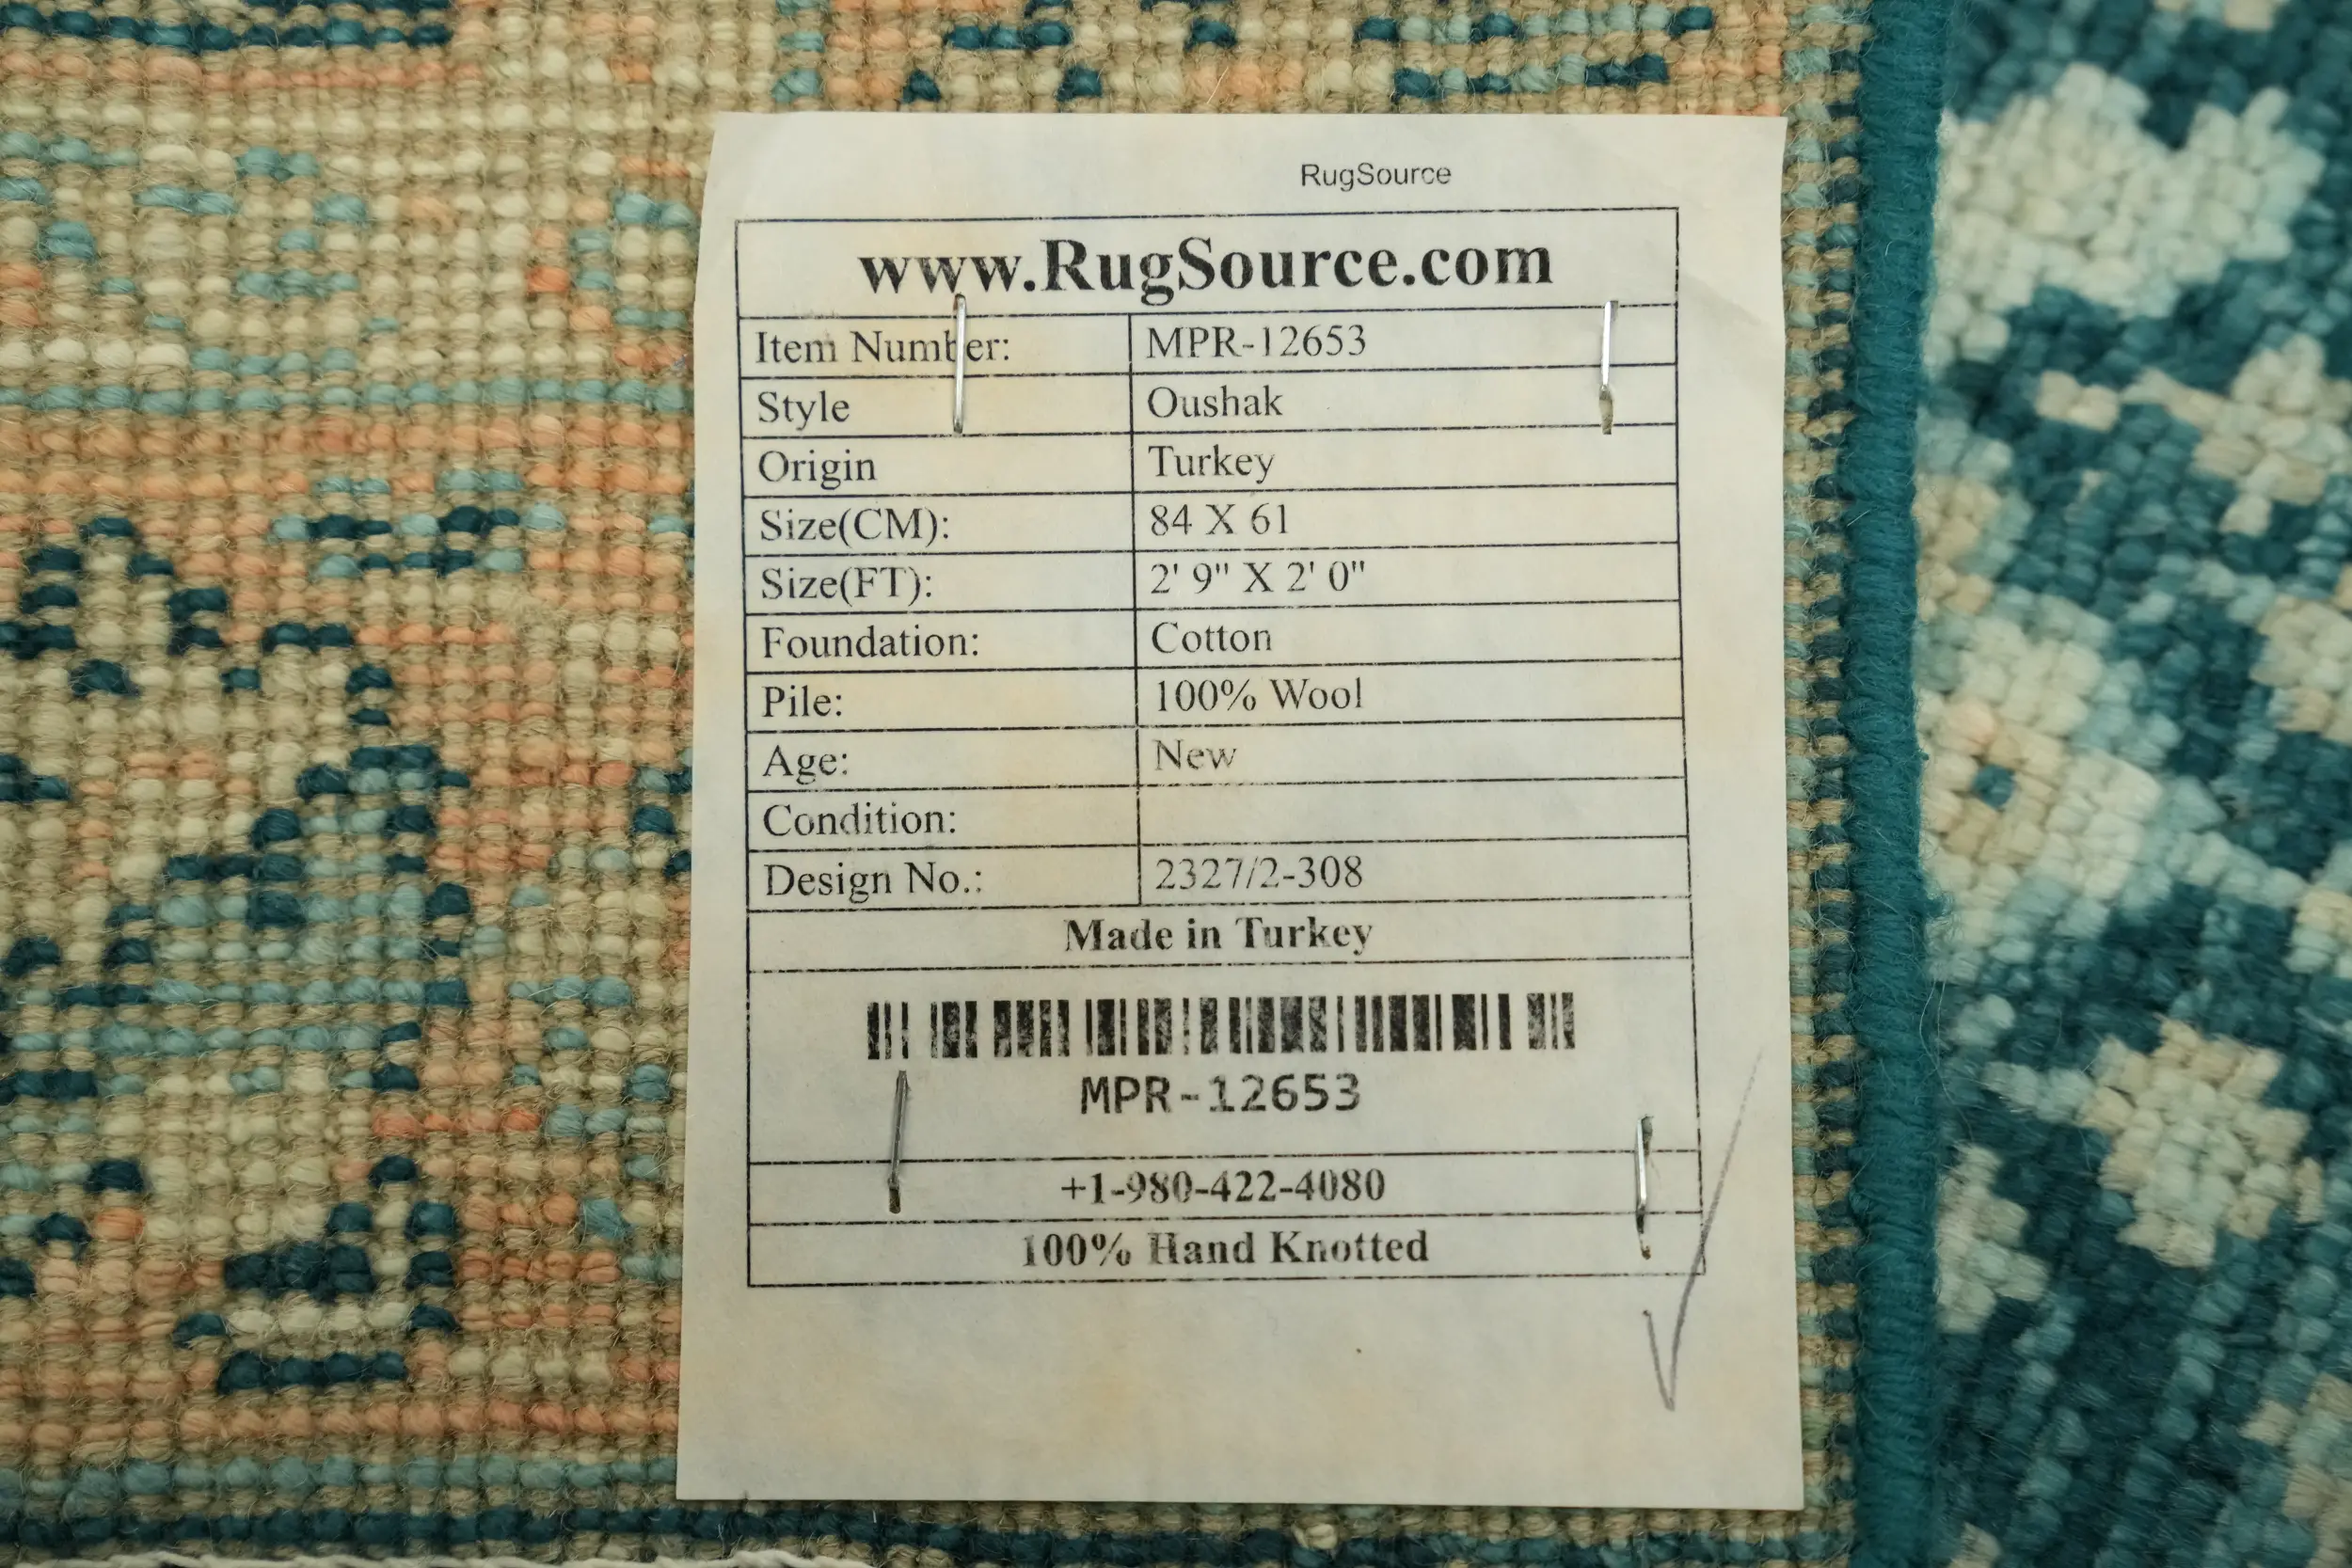 RugSource
www.RugSource.com
Item Number: MPR-12653
Style Oushak
Origin Turkey
Size(CM): 84 X 61
Size(FT): 2' 9" X 2' 0"
Foundation: Cotton
Pile: 100% Wool
Age: New
Condition:
Design No.: 2327/2-308
Made in Turkey
MPR-12653
+1-980-422-4080
100% Hand Knotted